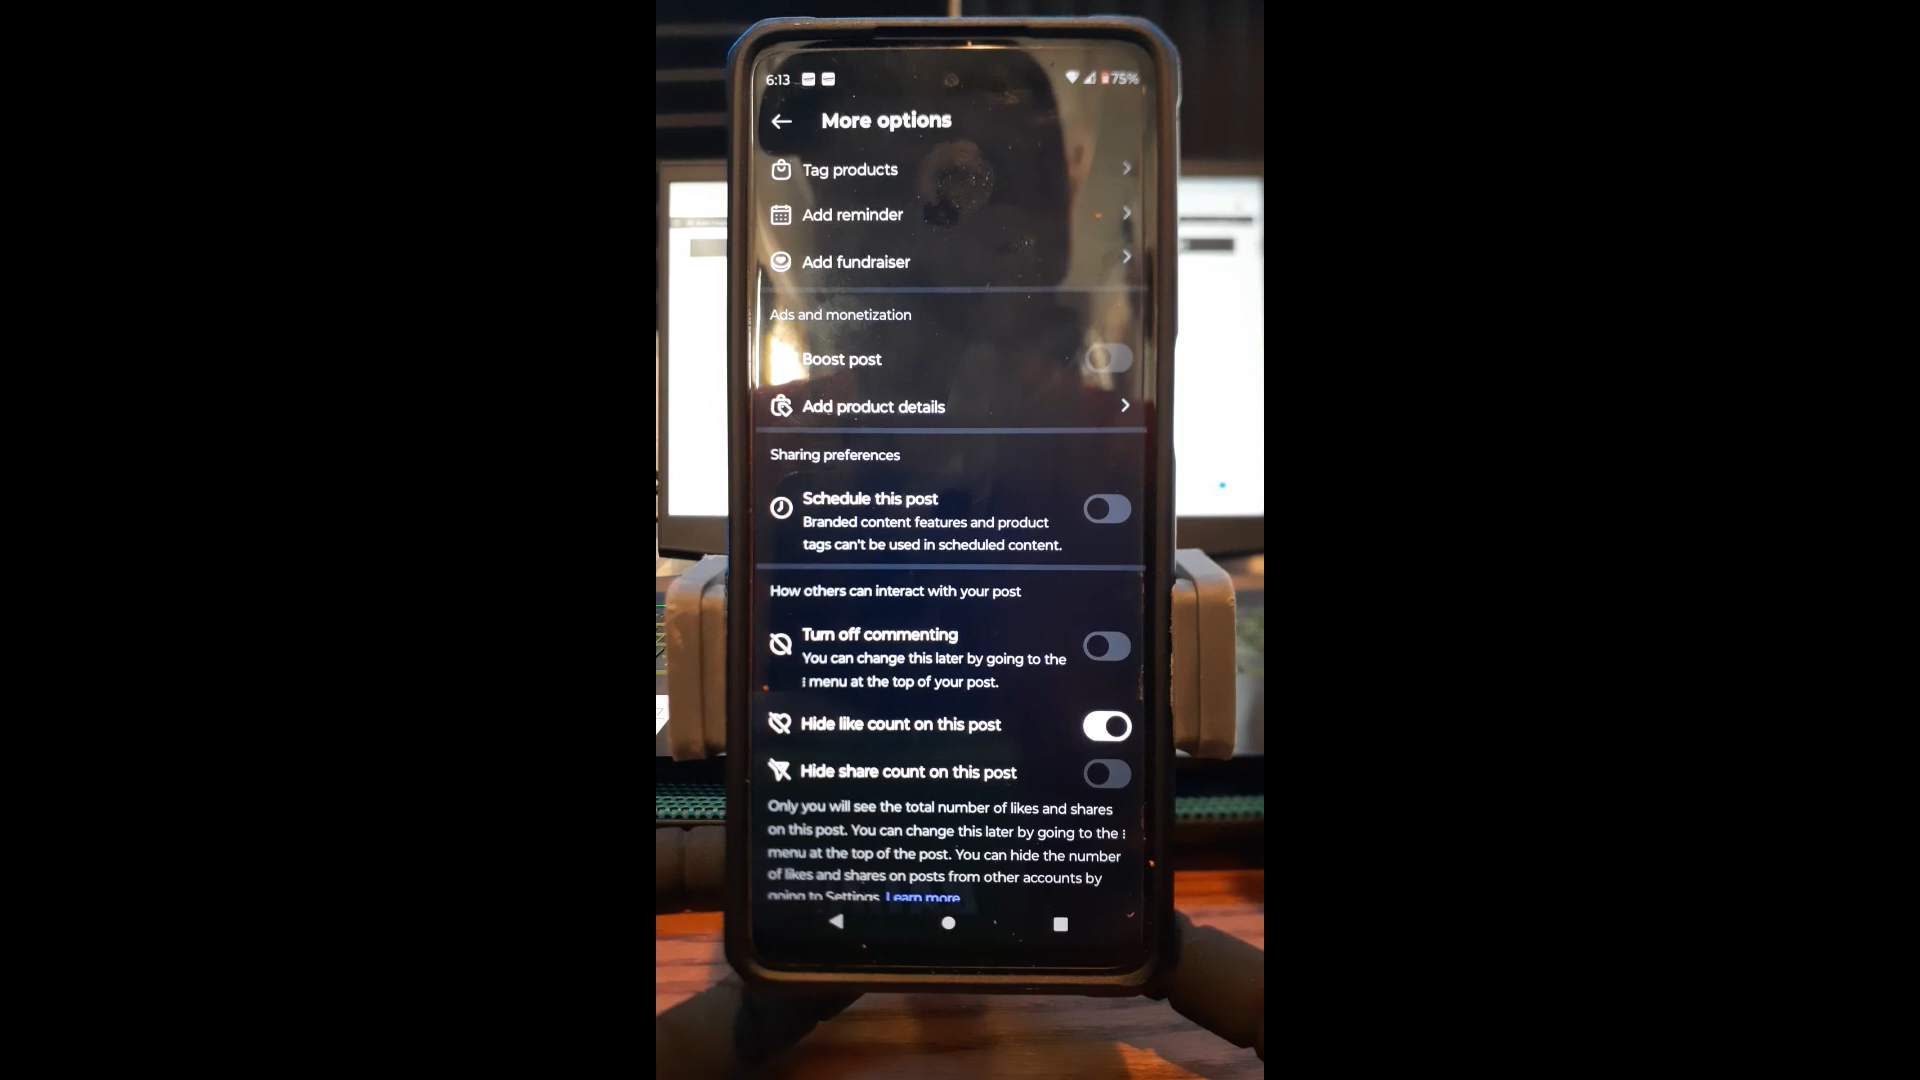 6:13
75%
More options
Tag products
Add reminder
Add fundraiser
Ads and monetization
Boost post
Add product details
Sharing preferences
Schedule this post
Branded content features and product
tags can't be used in scheduled content.
How others can interact with your post
Turn off commenting
You can change this later by going to the
⋮ menu at the top of your post.
Hide like count on this post
Hide share count on this post
Only you will see the total number of likes and shares
on this post. You can change this later by going to the ⋮
menu at the top of the post. You can hide the number
of likes and shares on posts from other accounts by
going to Settings. Learn more